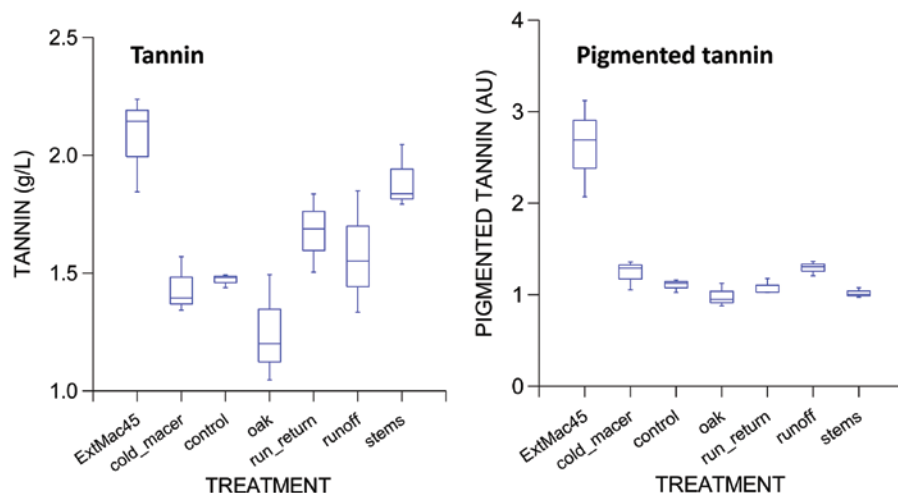 Tannin
TANNIN (g/L)
2.5
2.0
1.5
1.0
ExtMac45
cold_macer
control
oak
run_return
runoff
stems
TREATMENT
Pigmented tannin
PIGMENTED TANNIN (AU)
4
3
2
1
0
ExtMac45
cold_macer
control
oak
run_return
runoff
stems
TREATMENT